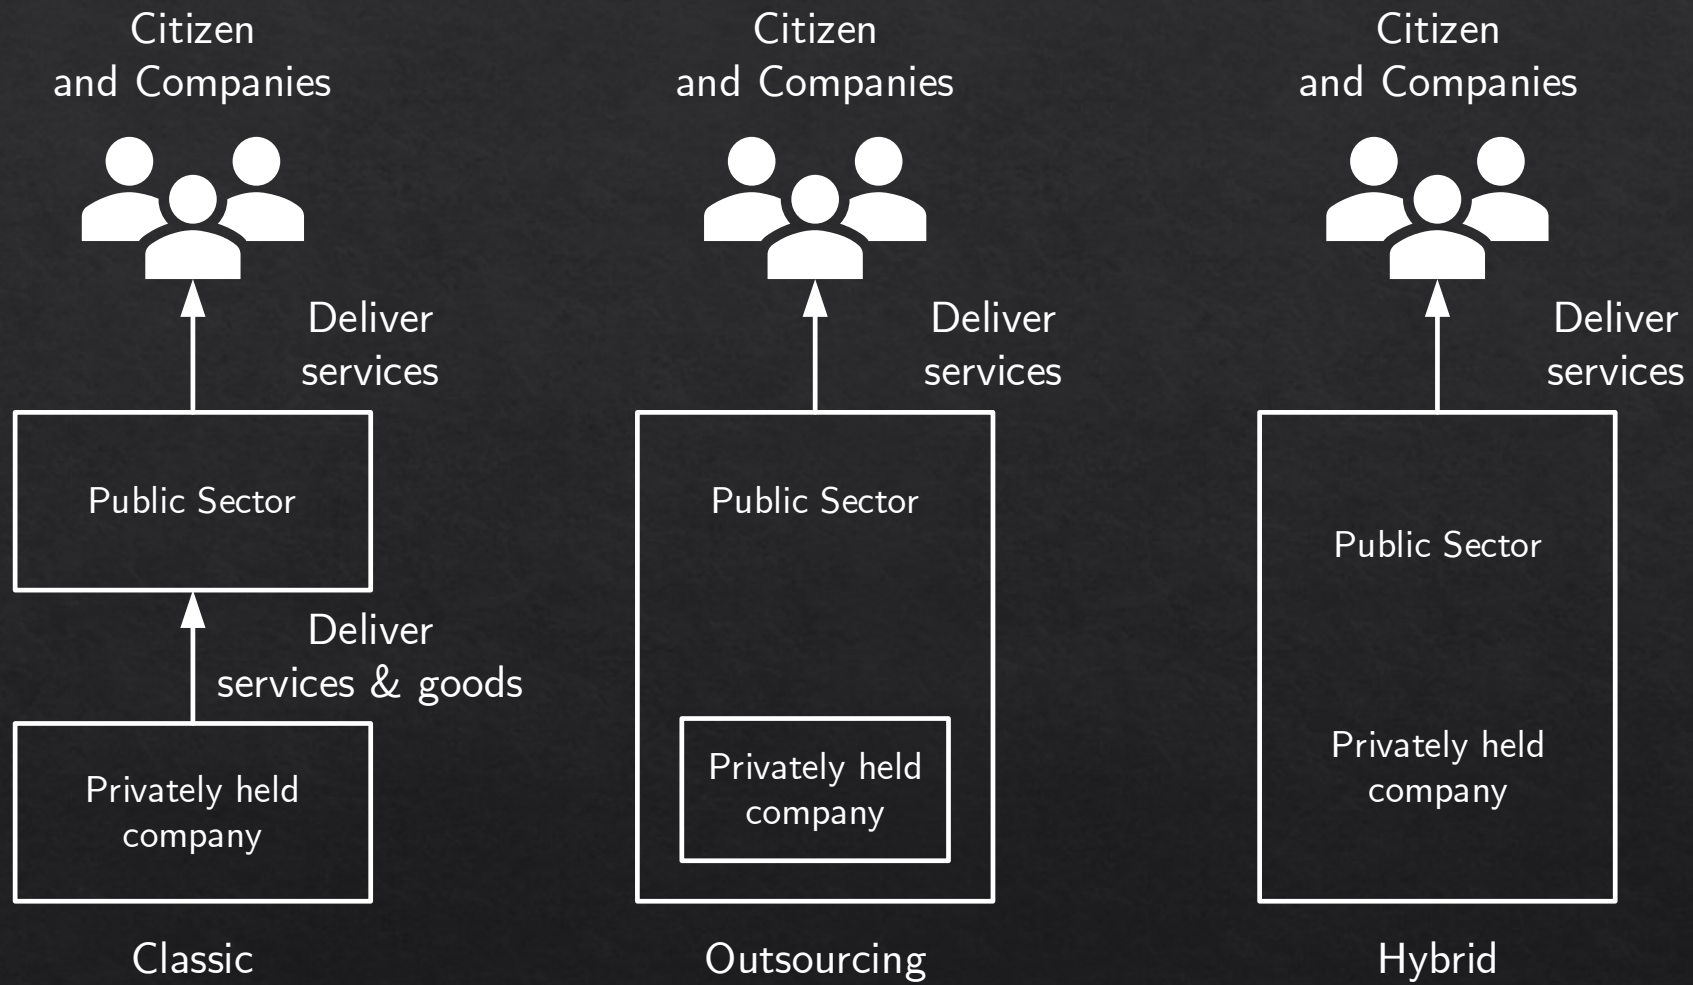 Citizen
and Companies
Deliver
services
Public Sector
Deliver
services & goods
Privately held
company
Classic
Citizen
and Companies
Deliver
services
Public Sector
Privately held
company
Outsourcing
Citizen
and Companies
Deliver
services
Public Sector
Privately held
company
Hybrid